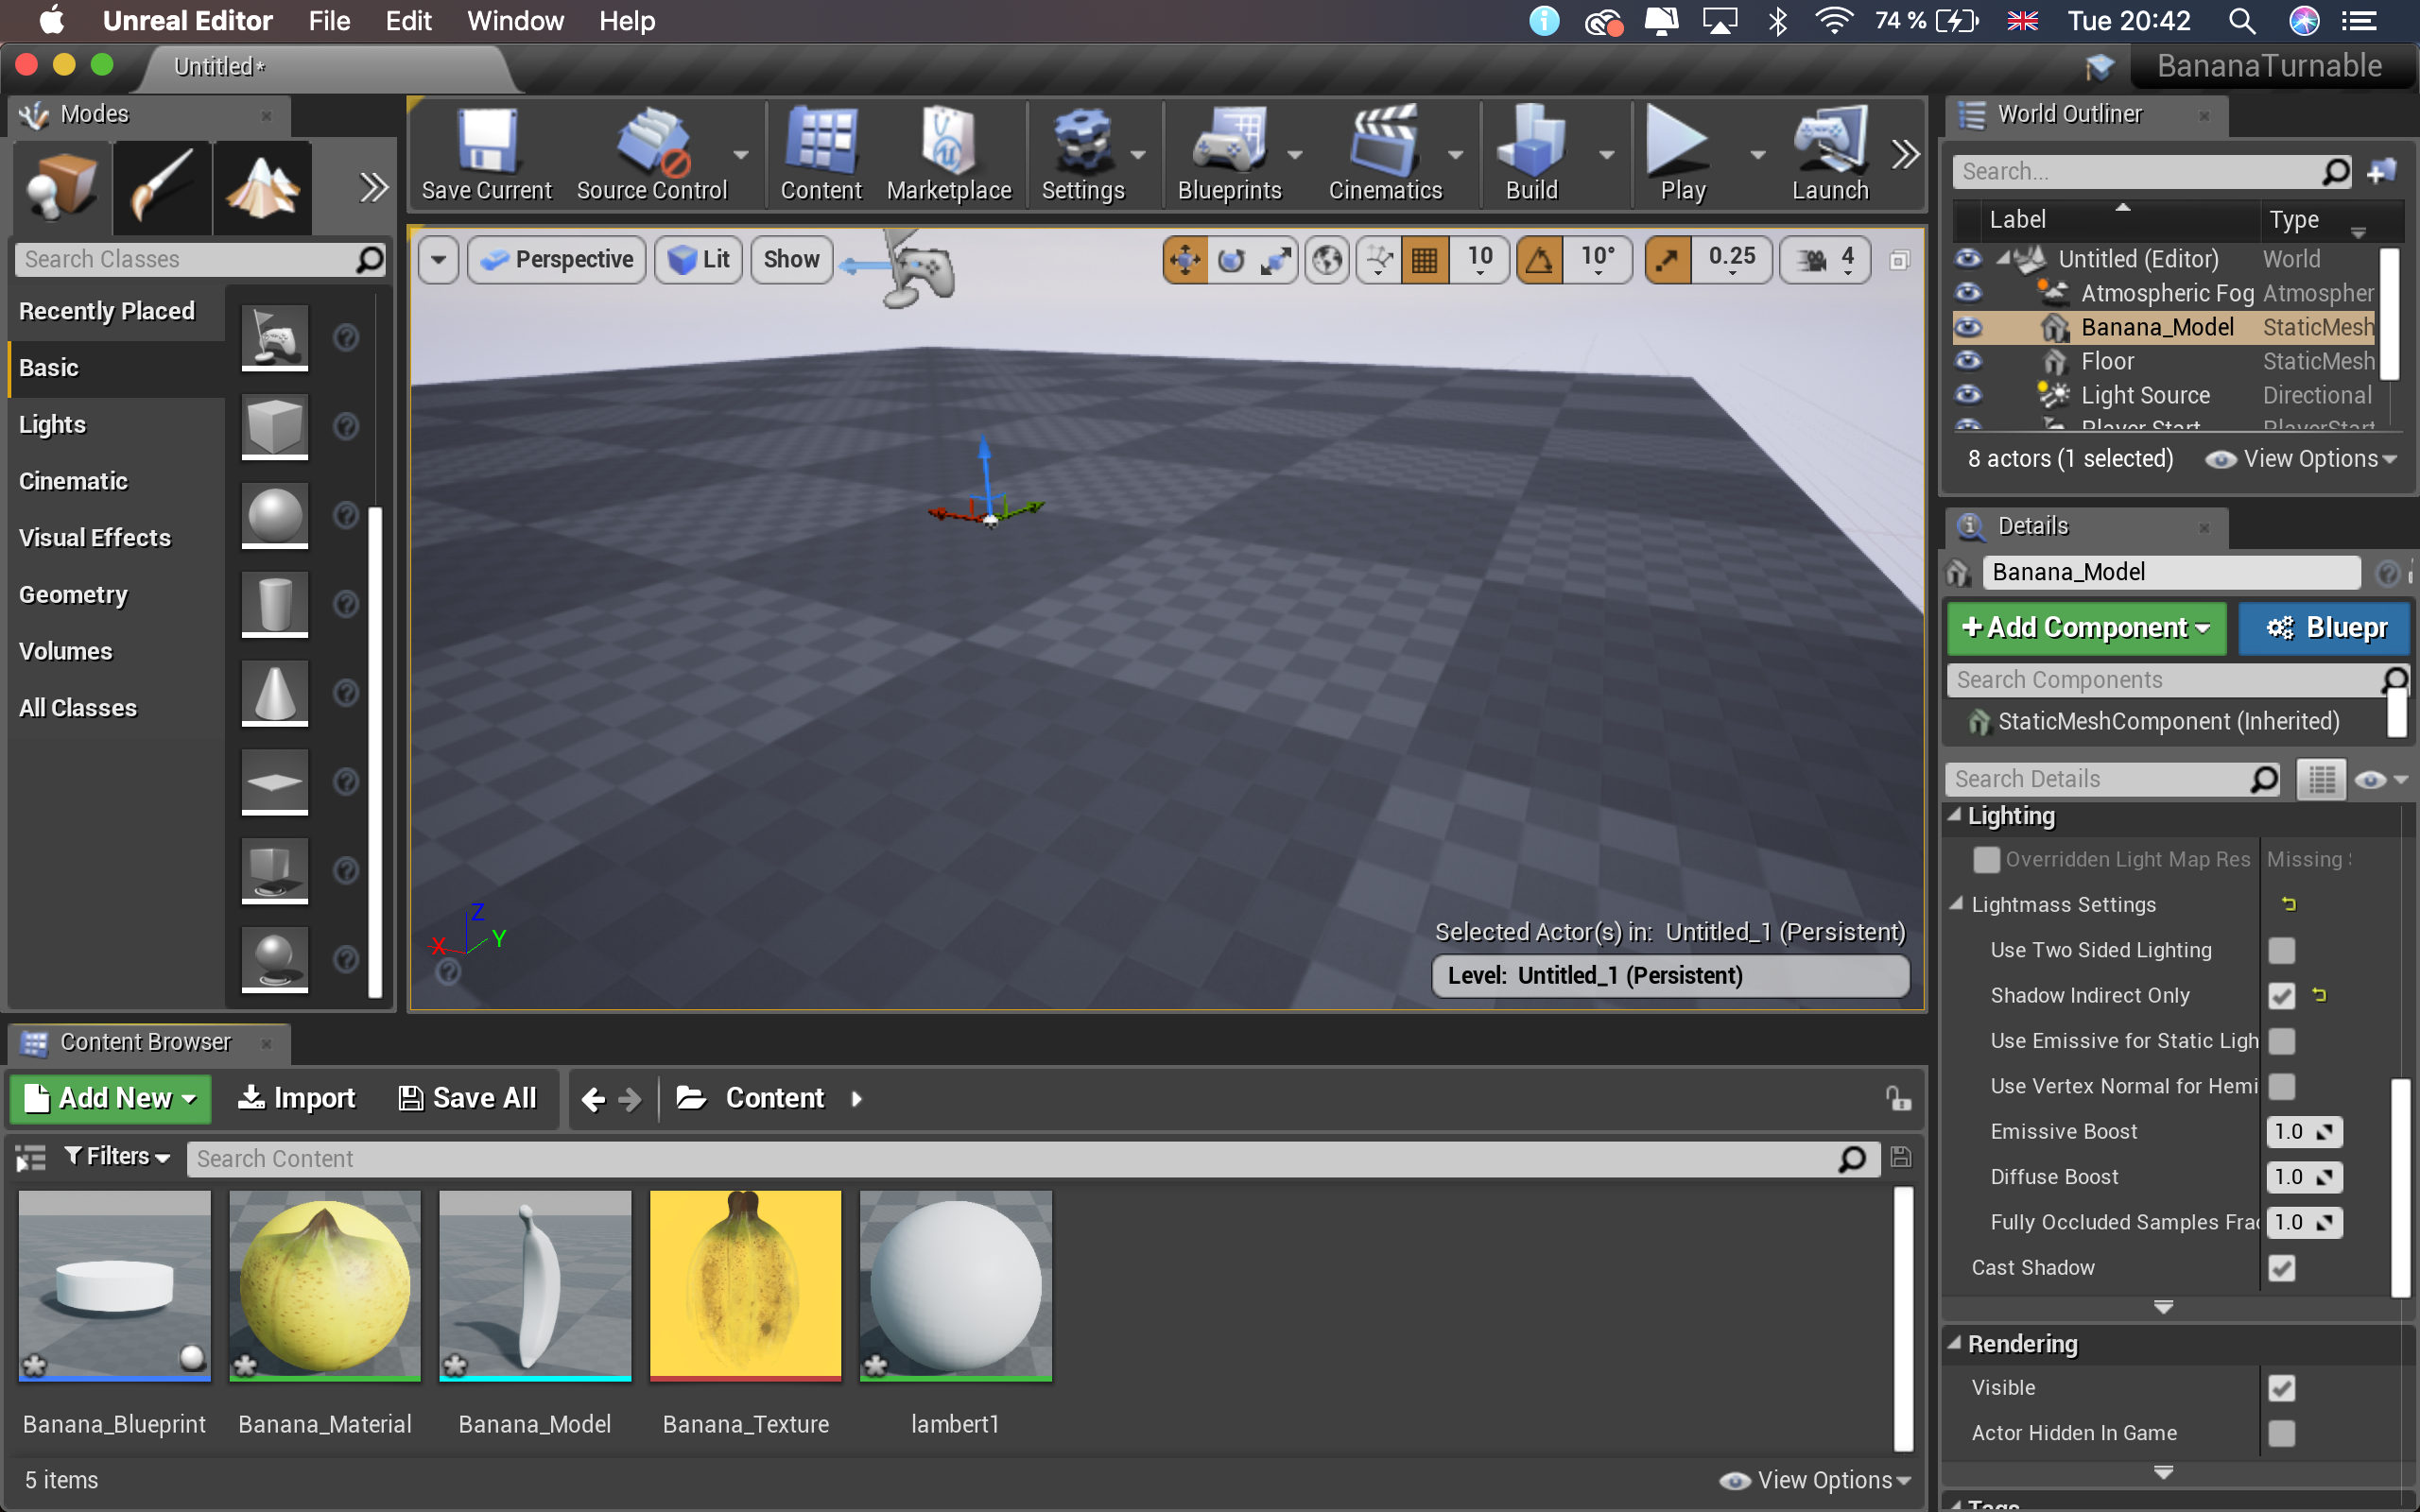 Unreal Editor File Edit Window Help 74 % Tue 20:42
Untitled* BananaTurnable
Modes
Search Classes
Recently Placed
Basic
Lights
Cinematic
Visual Effects
Geometry
Volumes
All Classes
Save Current Source Control Content Marketplace Settings Blueprints Cinematics Build Play Launch
Perspective Lit Show 10 10° 0.25 4
Z
X Y
Selected Actor(s) in: Untitled_1 (Persistent)
Level: Untitled_1 (Persistent)
World Outliner
Search...
Label Type
Untitled (Editor) World
Atmospheric Fog Atmospher
Banana_Model StaticMesh
Floor StaticMesh
Light Source Directional
Player Start PlayerStart
8 actors (1 selected) View Options
Details
Banana_Model
+Add Component Bluepr
Search Components
StaticMeshComponent (Inherited)
Search Details
Lighting
Overridden Light Map Res Missing
Lightmass Settings
Use Two Sided Lighting
Shadow Indirect Only
Use Emissive for Static Ligh
Use Vertex Normal for Hemi
Emissive Boost 1.0
Diffuse Boost 1.0
Fully Occluded Samples Frac 1.0
Cast Shadow
Rendering
Visible
Actor Hidden In Game
Tags
Content Browser
Add New Import Save All Content
Filters Search Content
Banana_Blueprint Banana_Material Banana_Model Banana_Texture lambert1
5 items View Options